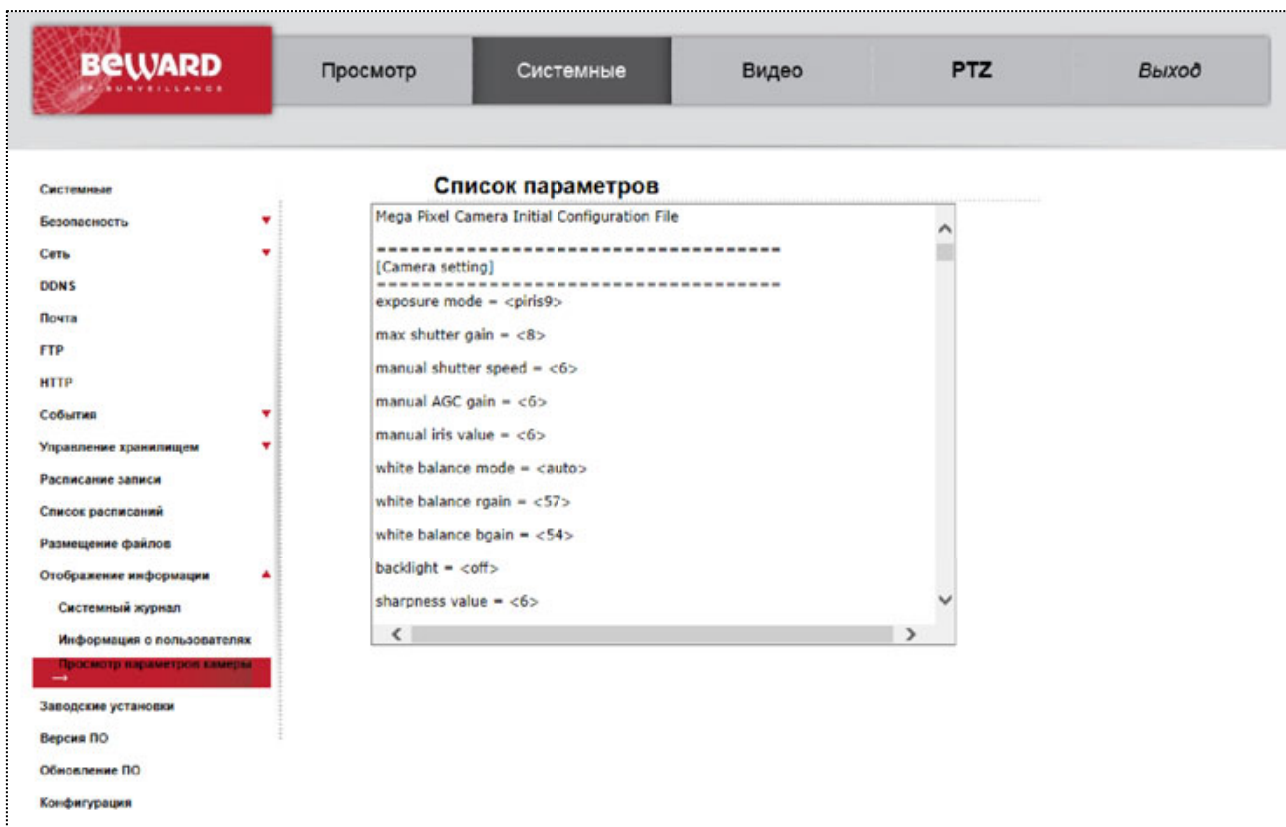 BEWARD
IP SURVEILLANCE
Просмотр
Системные
Видео
PTZ
Выход
Системные
Безопасность
Сеть
DDNS
Почта
FTP
HTTP
События
Управление хранилищем
Расписание записи
Список расписаний
Размещение файлов
Отображение информации
Системный журнал
Информация о пользователях
Просмотр параметров камеры
→
Заводские установки
Версия ПО
Обновление ПО
Конфигурация
Список параметров
Mega Pixel Camera Initial Configuration File
====================================
[Camera setting]
====================================
exposure mode = <piris9>
max shutter gain = <8>
manual shutter speed = <6>
manual AGC gain = <6>
manual iris value = <6>
white balance mode = <auto>
white balance rgain = <57>
white balance bgain = <54>
backlight = <off>
sharpness value = <6>